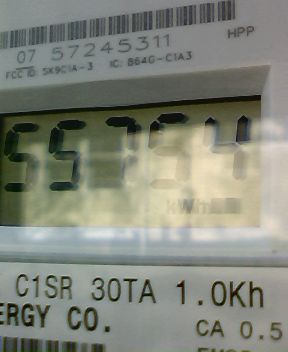 07 57245311
HPP
FCC ID: SK9C1A-3 IC: 864G-C1A3
55754
kWh
C1SR 30TA 1.0Kh
ERGY CO.
CA 0.5